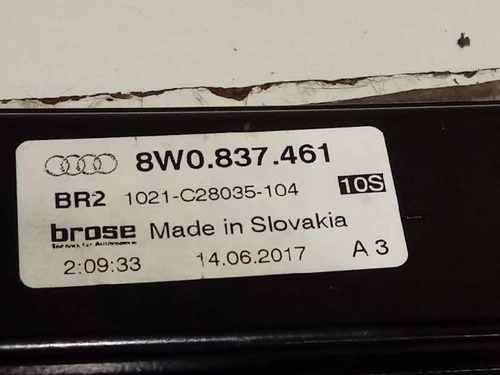 8W0.837.461
BR2 1021-C28035-104 10S
brose Made in Slovakia
Technik für Automobile
2:09:33 14.06.2017 A 3